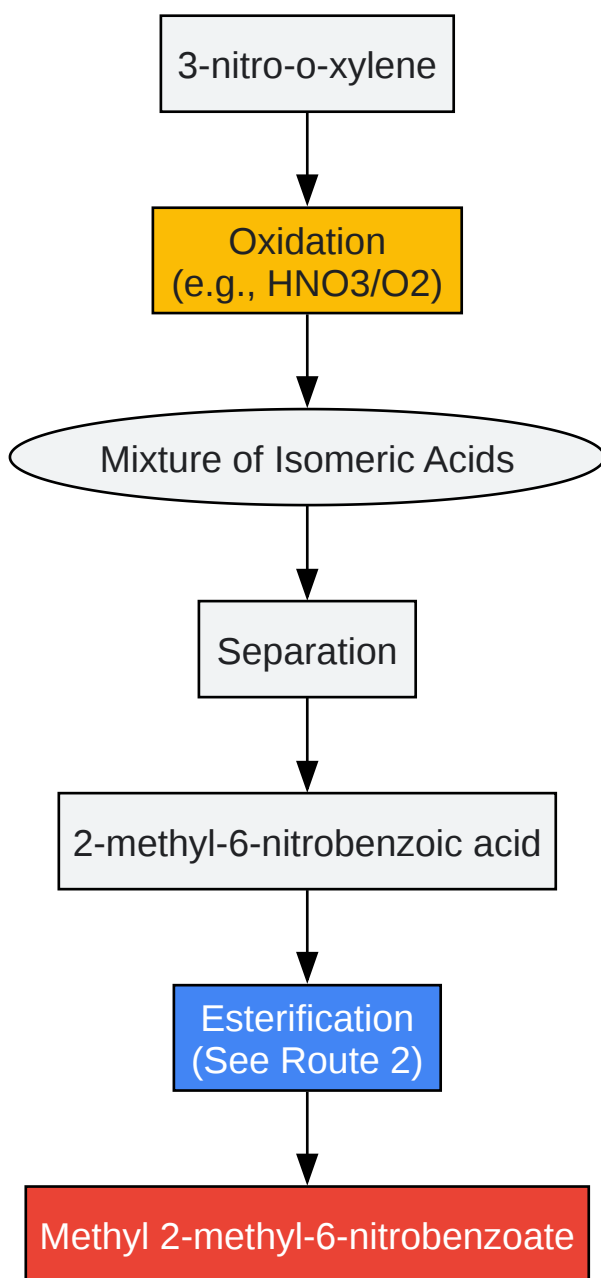 3-nitro-o-xylene
Oxidation
(e.g., HNO3/O2)
Mixture of Isomeric Acids
Separation
2-methyl-6-nitrobenzoic acid
Esterification
(See Route 2)
Methyl 2-methyl-6-nitrobenzoate